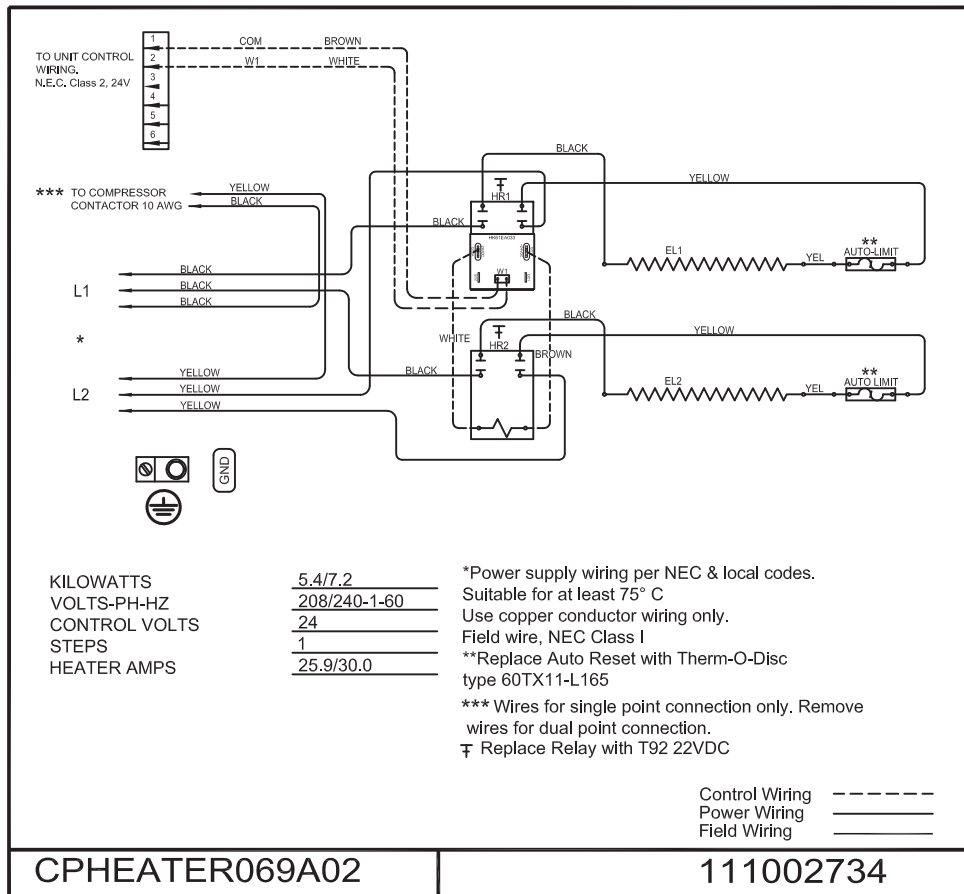 1
2
3
4
5
6
TO UNIT CONTROL
WIRING.
N.E.C. Class 2, 24V
COM BROWN
W1 WHITE
BLACK
YELLOW
*** TO COMPRESSOR
CONTACTOR 10 AWG
YELLOW
BLACK
HR1
BLACK
HR91EA033
W1
EL1
YEL
**
AUTO-LIMIT
BLACK
L1
BLACK
BLACK
*
WHITE
BLACK
HR2
BROWN
YELLOW
BLACK
YELLOW
L2
YELLOW
YELLOW
EL2
YEL
**
AUTO LIMIT
GND
KILOWATTS 5.4/7.2
VOLTS-PH-HZ 208/240-1-60
CONTROL VOLTS 24
STEPS 1
HEATER AMPS 25.9/30.0
*Power supply wiring per NEC & local codes.
Suitable for at least 75° C
Use copper conductor wiring only.
Field wire, NEC Class I
**Replace Auto Reset with Therm-O-Disc
type 60TX11-L165
*** Wires for single point connection only. Remove
wires for dual point connection.
Replace Relay with T92 22VDC
Control Wiring
Power Wiring
Field Wiring
CPHEATER069A02
111002734